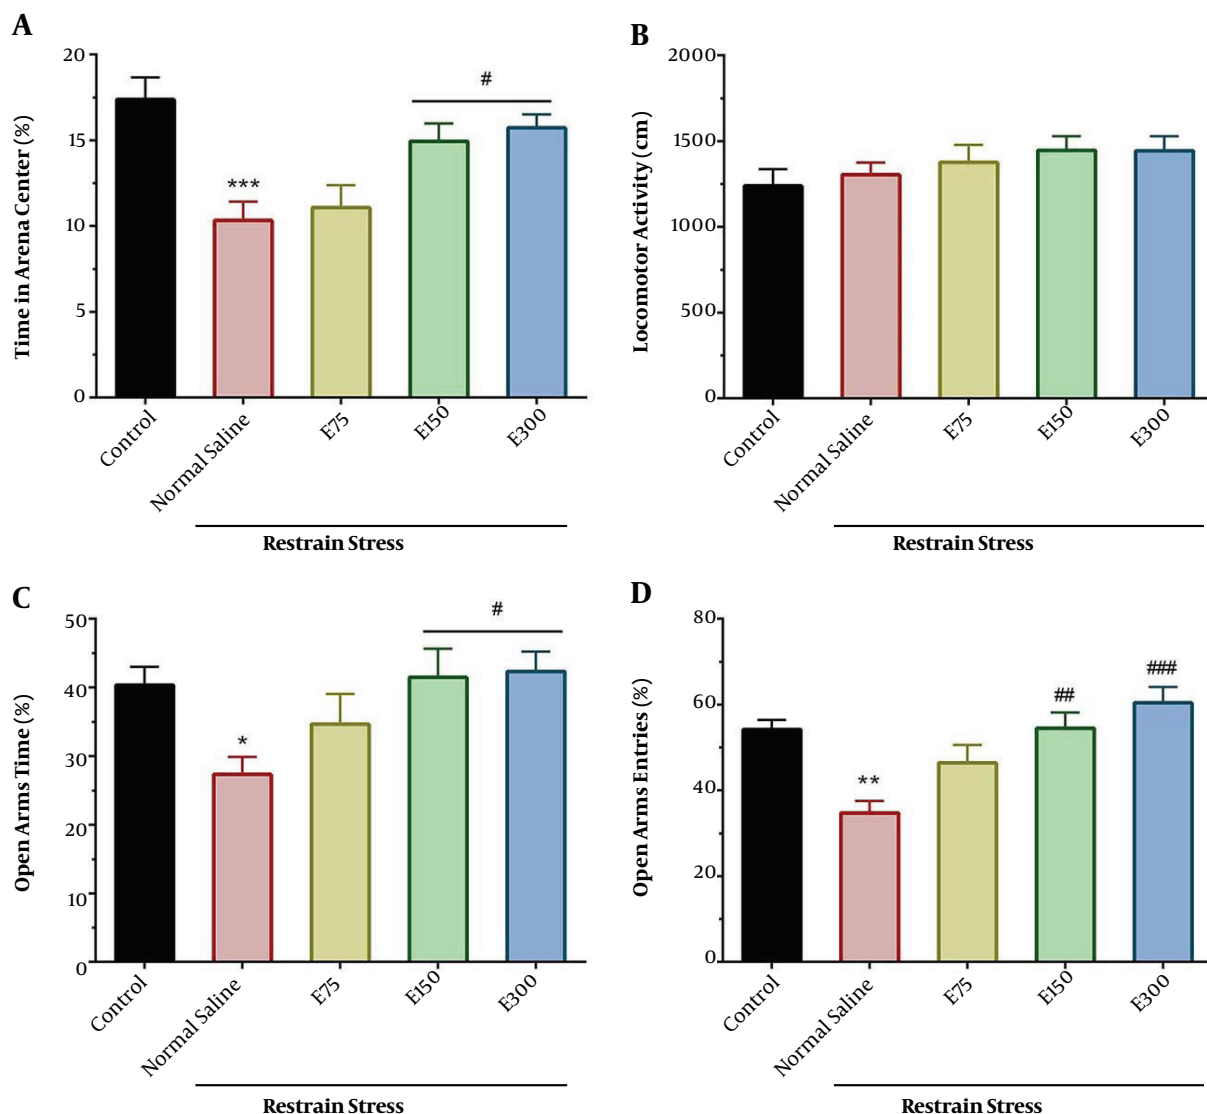 A
Time in Arena Center (%)
20
15
10
5
0
***
#
Control
Normal Saline
E75
E150
E300
Restrain Stress
B
Locomotor Activity (cm)
2000
1500
1000
500
0
Control
Normal Saline
E75
E150
E300
Restrain Stress
C
Open Arms Time (%)
50
40
30
20
10
0
*
#
Control
Normal Saline
E75
E150
E300
Restrain Stress
D
Open Arms Entries (%)
80
60
40
20
0
**
##
###
Control
Normal Saline
E75
E150
E300
Restrain Stress